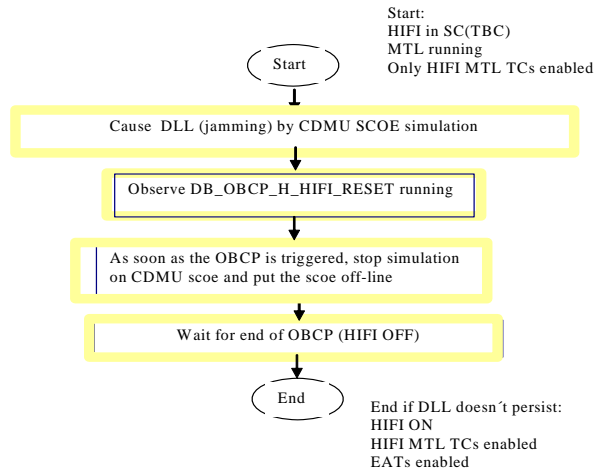 Start:
HIFI in SC(TBC)
MTL running
Only HIFI MTL TCs enabled
Start
Cause DLL (jamming) by CDMU SCOE simulation
Observe DB_OBCP_H_HIFI_RESET running
As soon as the OBCP is triggered, stop simulation
on CDMU scoe and put the scoe off-line
Wait for end of OBCP (HIFI OFF)
End
End if DLL doesn´t persist:
HIFI ON
HIFI MTL TCs enabled
EATs enabled